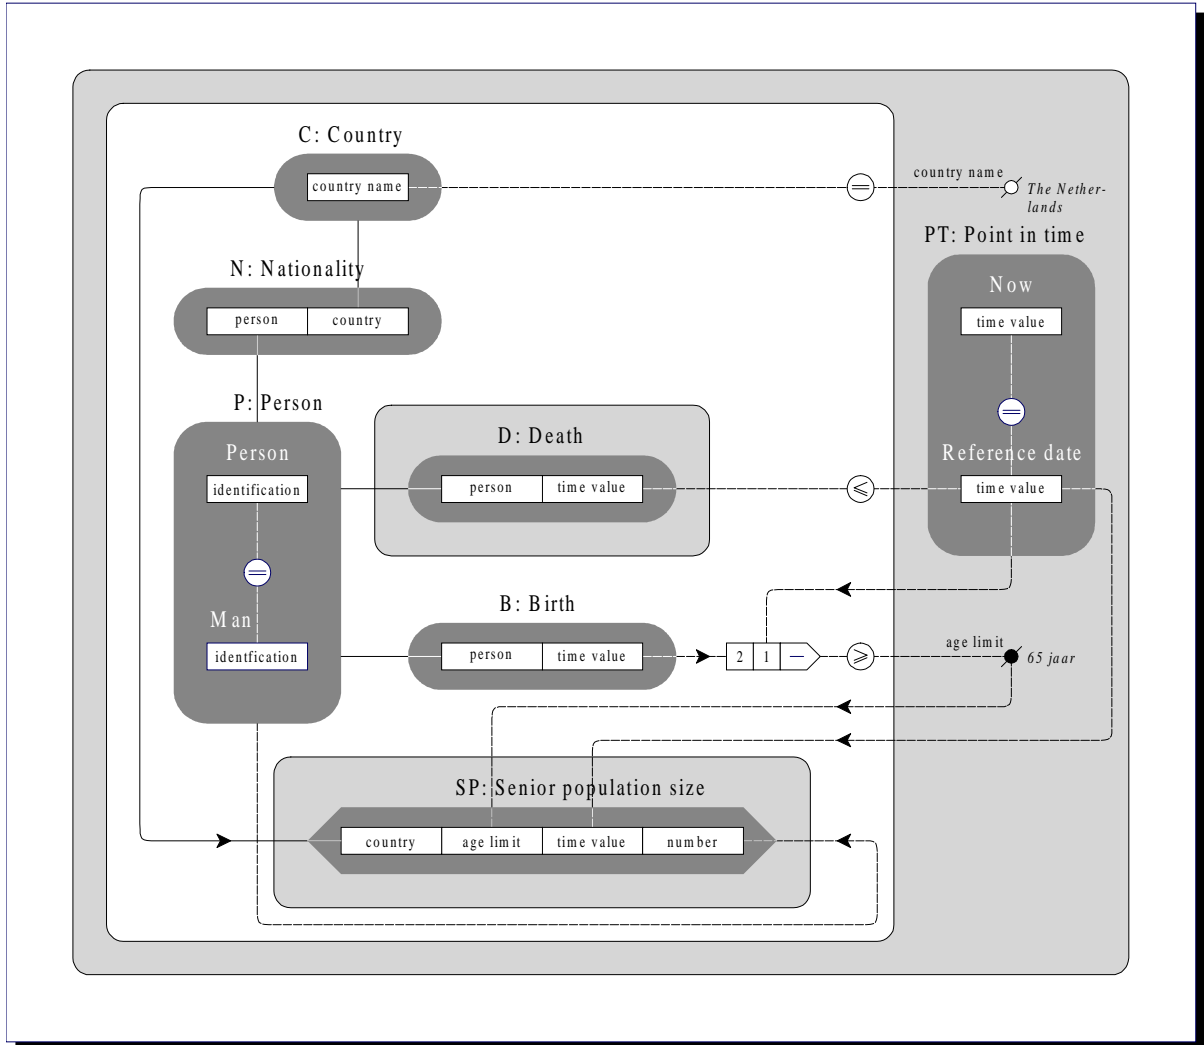 C: Country
country name
country name
The Nether-
lands
PT: Point in time
N: Nationality
Now
person
country
time value
P: Person
D: Death
Person
Reference date
identification
person
time value
time value
B: Birth
Man
age limit
identfication
person
time value
2
1
65 jaar
SP: Senior population size
country
age limit
time value
number